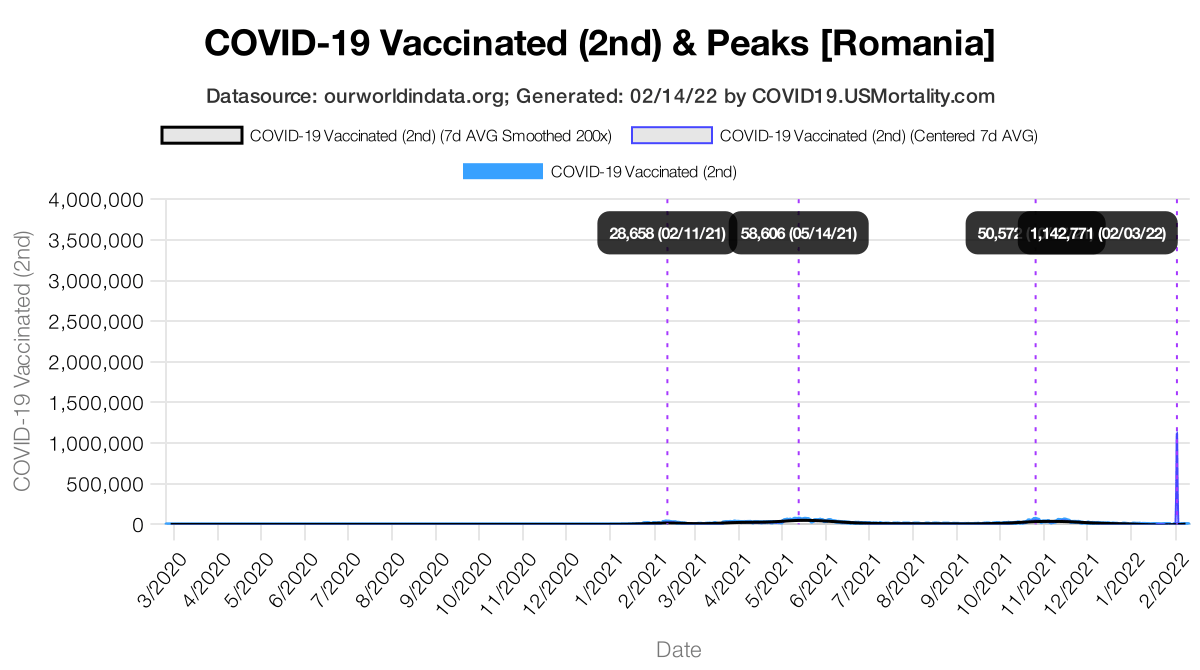 COVID-19 Vaccinated (2nd) & Peaks [Romania]
Datasource: ourworldindata.org; Generated: 02/14/22 by COVID19.USMortality.com
COVID-19 Vaccinated (2nd) (7d AVG Smoothed 200x) COVID-19 Vaccinated (2nd) (Centered 7d AVG)
COVID-19 Vaccinated (2nd)
COVID-19 Vaccinated (2nd)
4,000,000
3,500,000
3,000,000
2,500,000
2,000,000
1,500,000
1,000,000
500,000
0
28,658 (02/11/21) 58,606 (05/14/21) 50,572 1,142,771 (02/03/22)
3/2020 4/2020 5/2020 6/2020 7/2020 8/2020 9/2020 10/2020 11/2020 12/2020 1/2021 2/2021 3/2021 4/2021 5/2021 6/2021 7/2021 8/2021 9/2021 10/2021 11/2021 12/2021 1/2022 2/2022
Date